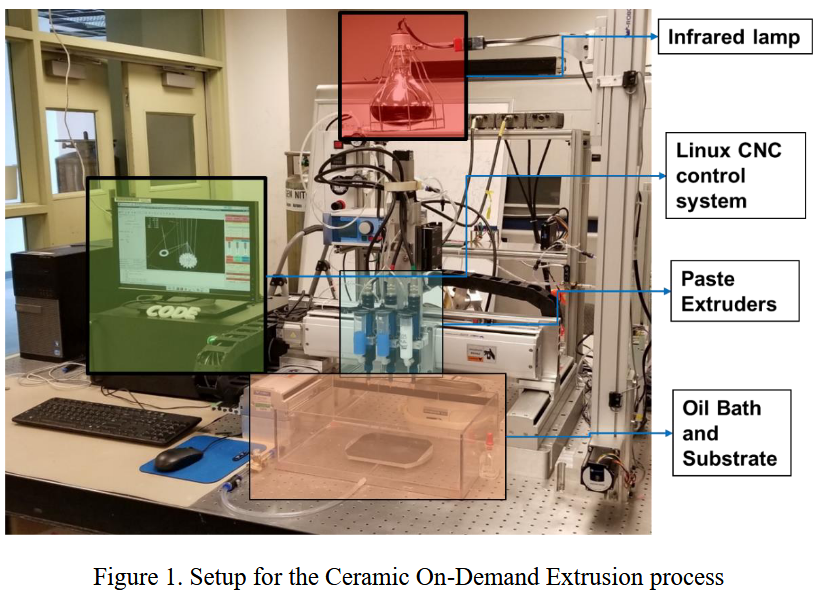 Infrared lamp
Linux CNC
control
system
Paste
Extruders
Oil Bath
and
Substrate
CODE
Figure 1. Setup for the Ceramic On-Demand Extrusion process